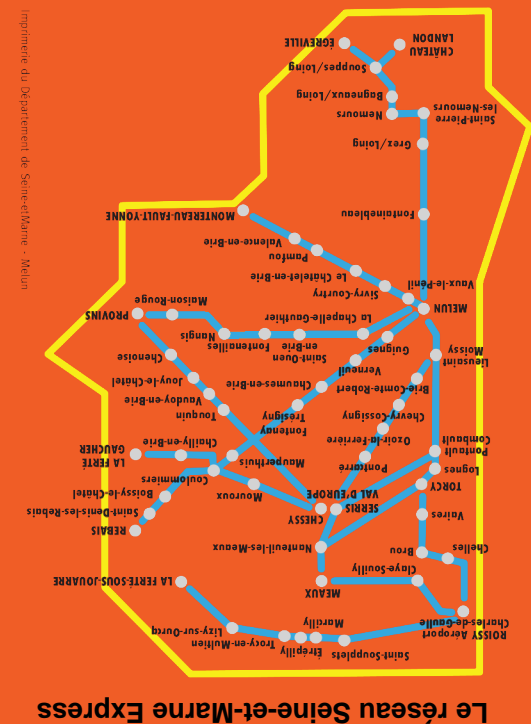 Le réseau Seine-et-Marne Express
Saint-Soupplets
Marcilly
Étrépilly
Trocy-en-Multien
Lizy-sur-Ourcq
LA FERTÉ-SOUS-JOUARRE
ROISSY Aéroport
Charles-de-Gaulle
Claye-Souilly
MEAUX
Nanteuil-les-Meaux
Chelles
Brou
Vaires
TORCY
Lognes
Pontault
Combault
CHESSY
SERRIS
VAL D'EUROPE
REBAIS
Saint-Denis-les-Rebais
Boissy-le-Châtel
Mouroux
Coulommiers
LA FERTÉ
GAUCHER
Chailly-en-Brie
Mauperthuis
Pontarré
Ozoir-la-Ferrière
Chevry-Cossigny
Brie-Comte-Robert
Fontenay
Trésigny
Chaumes-en-Brie
Verneuil
Guignes
Touquin
Vaudoy-en-Brie
Jouy-le-Châtel
Chenoise
PROVINS
Maison-Rouge
Nangis
Fontenailles
Saint-Ouen
en-Brie
La Chapelle-Gauthier
Lieusaint
Moissy
MELUN
Vaux-le-Pénil
Sivry-Courtry
Le Châtelet-en-Brie
Pamfou
Valence-en-Brie
MONTEREAU-FAULT-YONNE
Fontainebleau
Grez/Loing
Saint-Pierre
les-Nemours
Nemours
Bagneaux/Loing
Souppes/Loing
CHÂTEAU
LANDON
ÉGREVILLE
Imprimerie du Département de Seine-etMarne - Melun